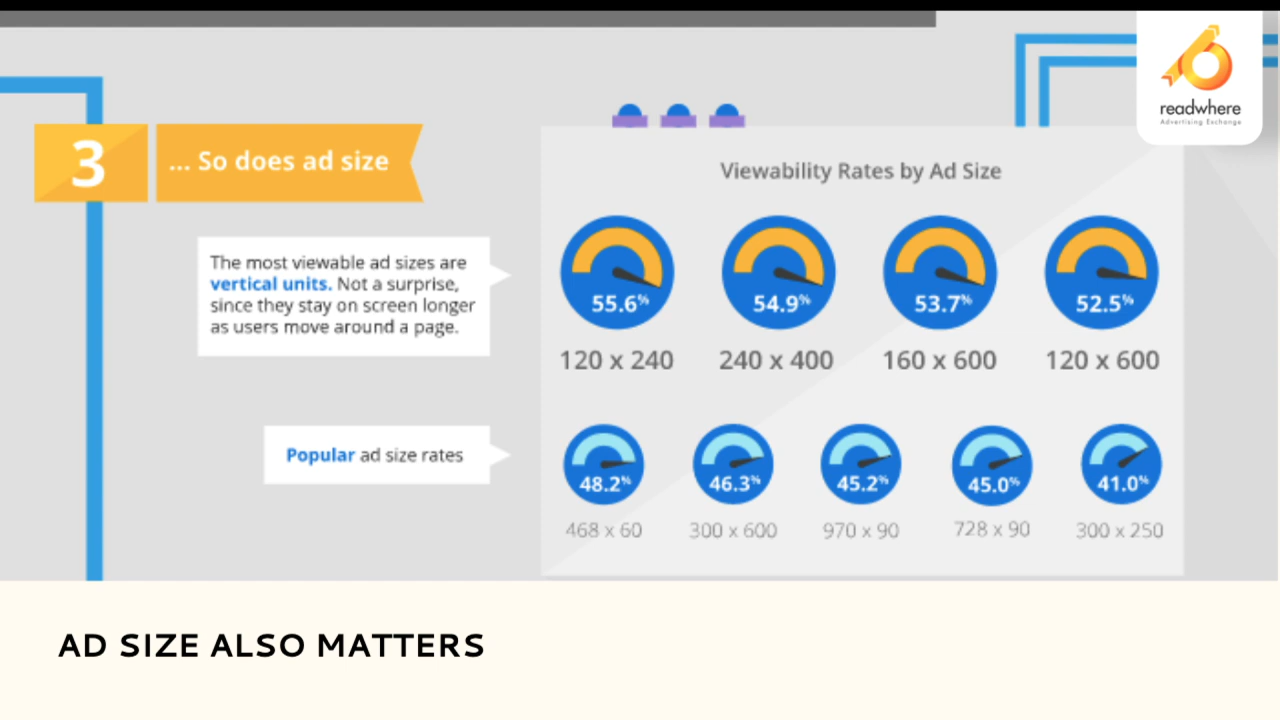 readwhere
Advertising Exchange
3
... So does ad size
The most viewable ad sizes are
vertical units. Not a surprise,
since they stay on screen longer
as users move around a page.
Viewability Rates by Ad Size
55.6% 54.9% 53.7% 52.5%
120 x 240 240 x 400 160 x 600 120 x 600
Popular ad size rates
48.2% 46.3% 45.2% 45.0% 41.0%
468 x 60 300 x 600 970 x 90 728 x 90 300 x 250
AD SIZE ALSO MATTERS